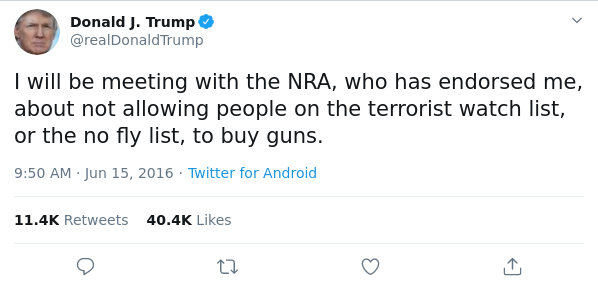 Donald J. Trump
@realDonaldTrump
I will be meeting with the NRA, who has endorsed me,
about not allowing people on the terrorist watch list,
or the no fly list, to buy guns.
9:50 AM · Jun 15, 2016 · Twitter for Android
11.4K Retweets 40.4K Likes